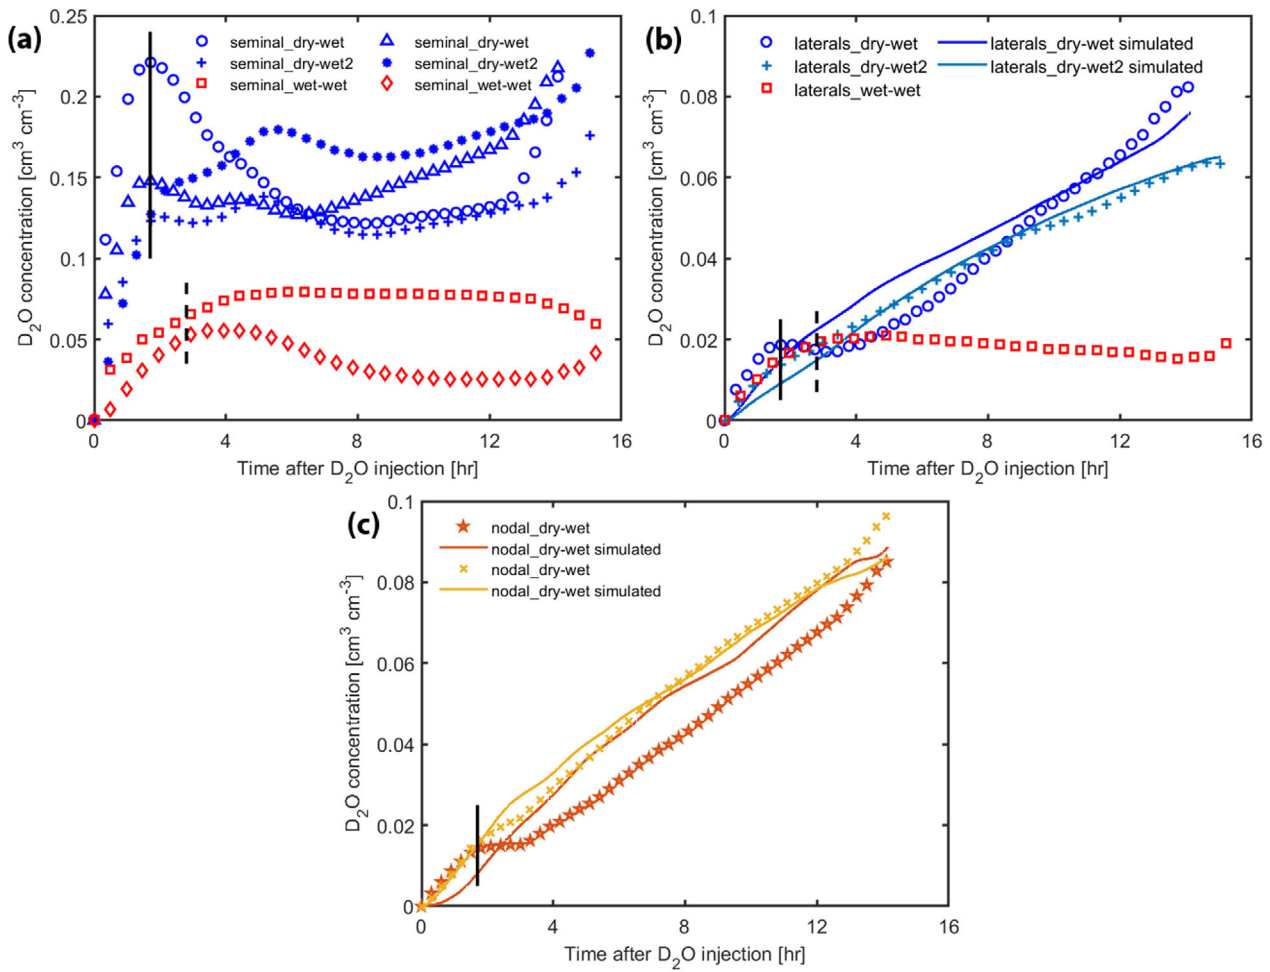 (a)
0.25
0.2
0.15
0.1
0.05
0
D2O concentration [cm3 cm-3]
seminal_dry-wet
seminal_dry-wet
seminal_dry-wet2
seminal_dry-wet2
seminal_wet-wet
seminal_wet-wet
0 4 8 12 16
Time after D2O injection [hr]
(b)
0.1
0.08
0.06
0.04
0.02
0
D2O concentration [cm3 cm-3]
laterals_dry-wet
laterals_dry-wet simulated
laterals_dry-wet2
laterals_dry-wet2 simulated
laterals_wet-wet
0 4 8 12 16
Time after D2O injection [hr]
(c)
0.1
0.08
0.06
0.04
0.02
0
D2O concentration [cm3 cm-3]
nodal_dry-wet
nodal_dry-wet simulated
nodal_dry-wet
nodal_dry-wet simulated
0 4 8 12 16
Time after D2O injection [hr]